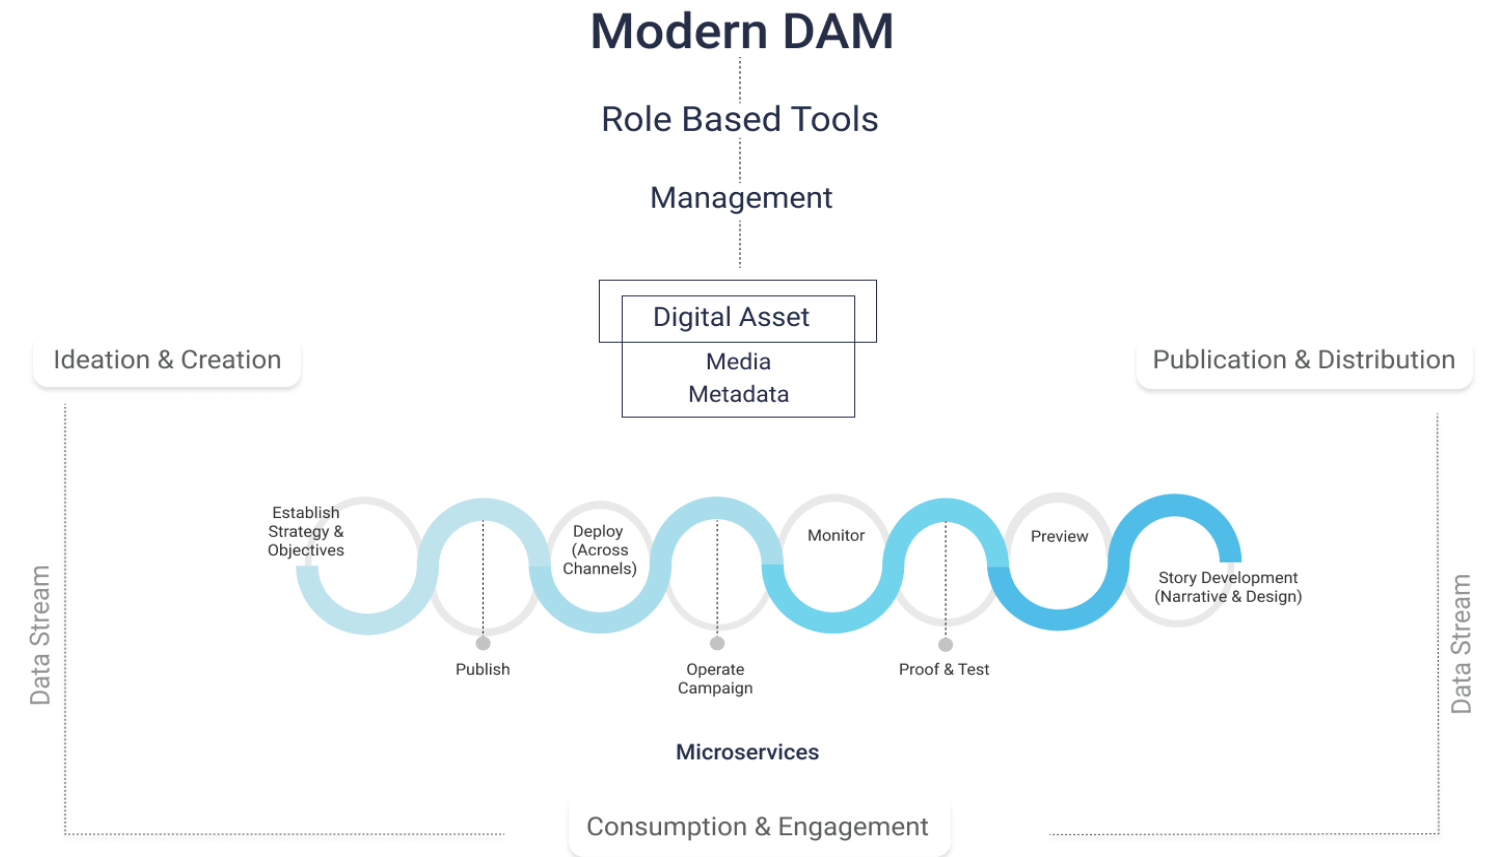 Modern DAM
Role Based Tools
Management
Digital Asset
Media
Metadata
Ideation & Creation
Publication & Distribution
Establish
Strategy &
Objectives
Deploy
(Across
Channels)
Monitor
Preview
Story Development
(Narrative & Design)
Publish
Operate
Campaign
Proof & Test
Data Stream
Data Stream
Microservices
Consumption & Engagement